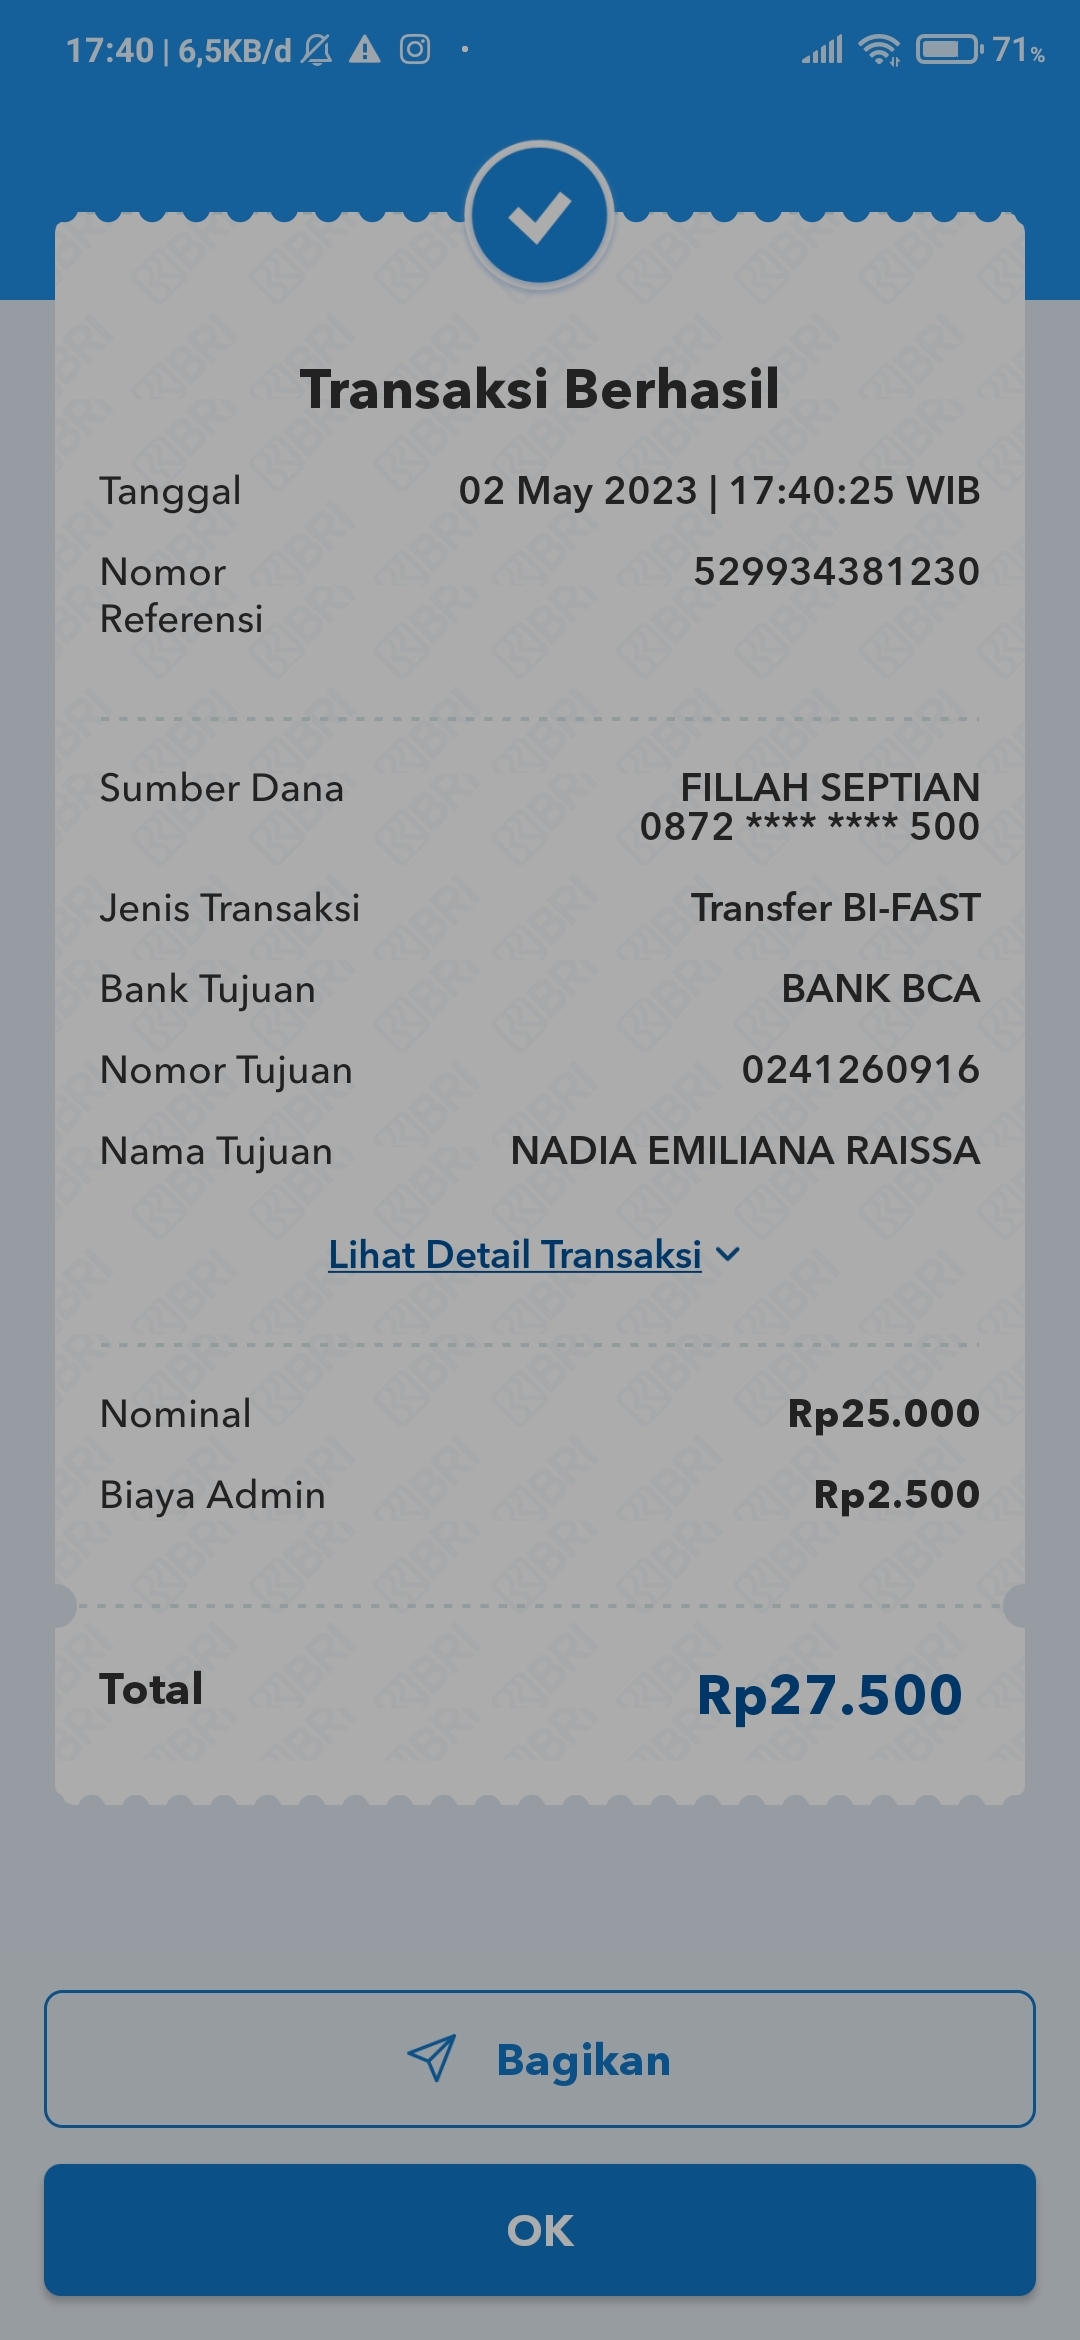 17:40 | 6,5KB/d
71%
Transaksi Berhasil
Tanggal 02 May 2023 | 17:40:25 WIB
Nomor 529934381230
Referensi
Sumber Dana FILLAH SEPTIAN
0872 **** **** 500
Jenis Transaksi Transfer BI-FAST
Bank Tujuan BANK BCA
Nomor Tujuan 0241260916
Nama Tujuan NADIA EMILIANA RAISSA
Lihat Detail Transaksi
Nominal Rp25.000
Biaya Admin Rp2.500
Total Rp27.500
Bagikan
OK